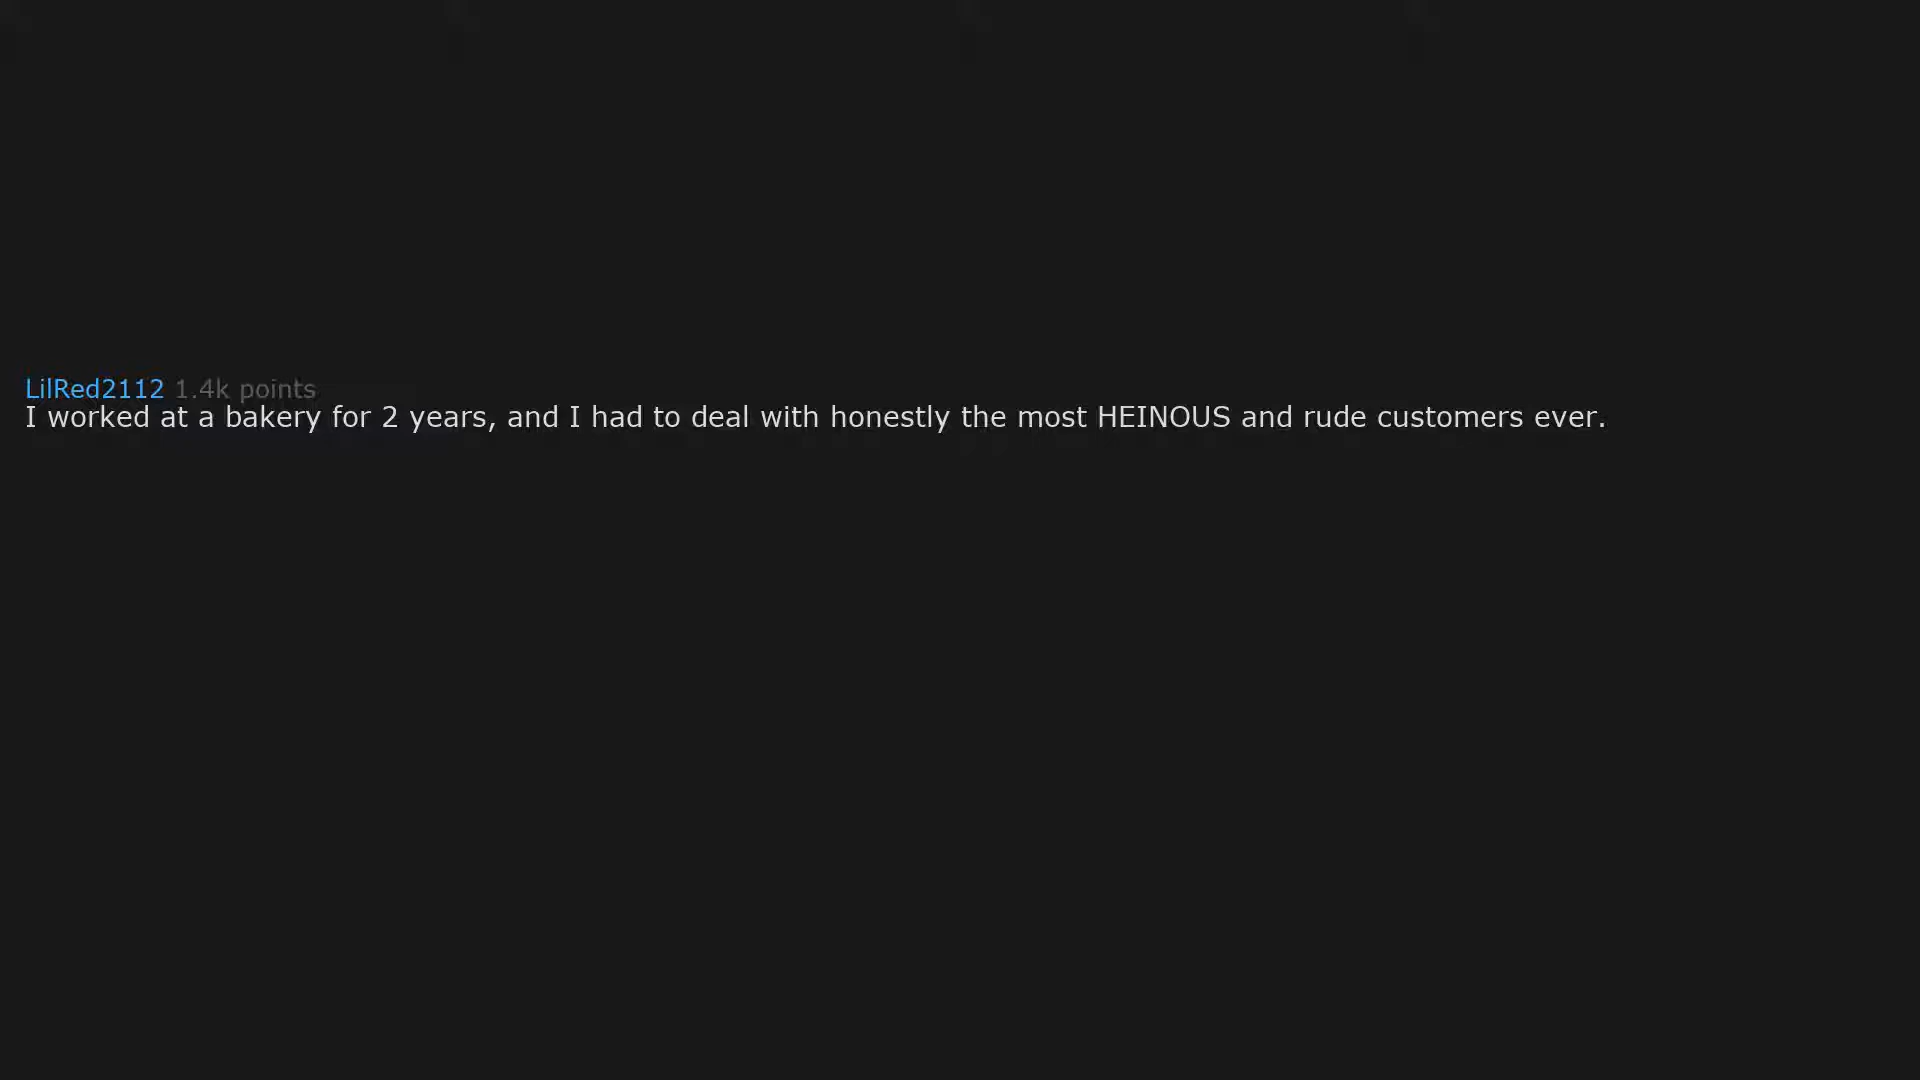 LilRed2112 1.4k points
I worked at a bakery for 2 years, and I had to deal with honestly the most HEINOUS and rude customers ever.